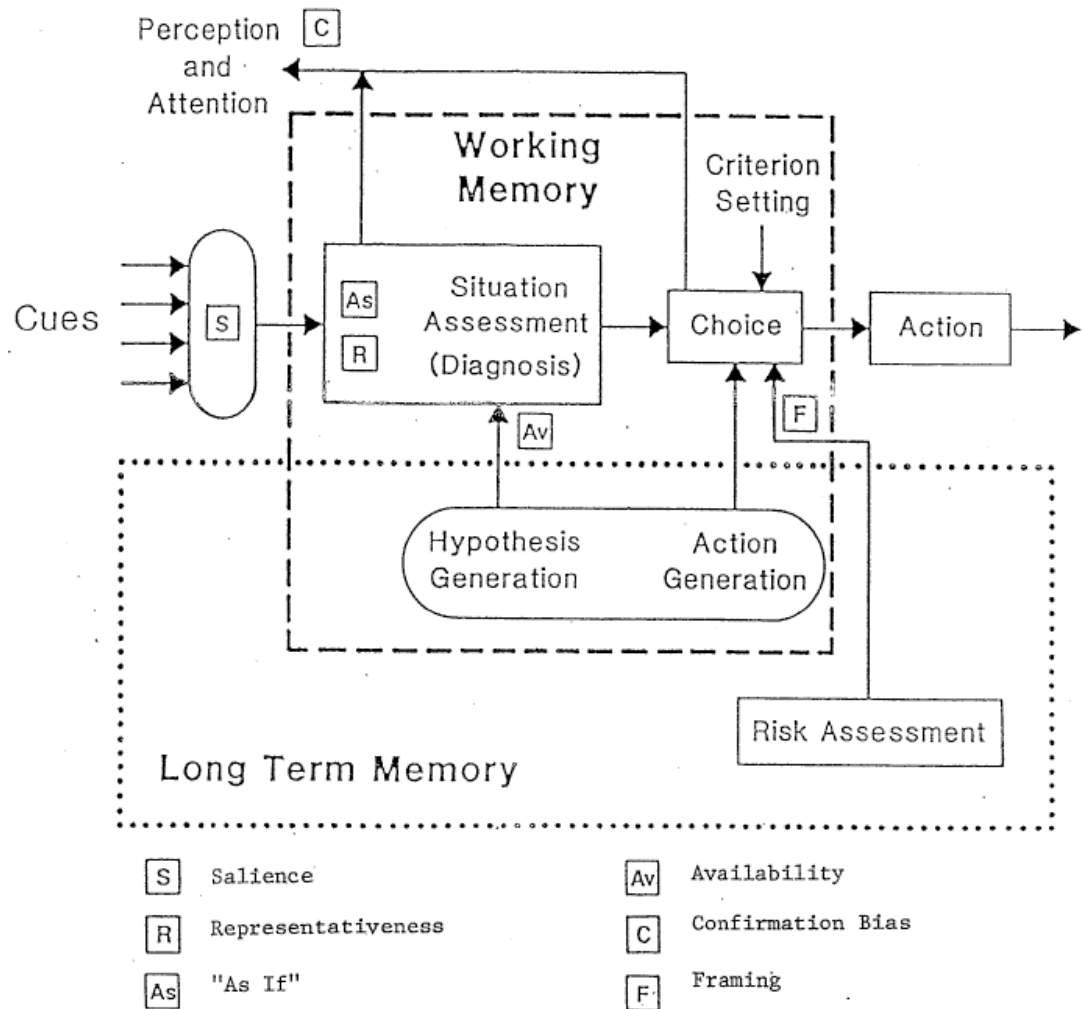 Perception C
and
Attention
Working
Memory
Criterion
Setting
Cues
S
As
R
Situation
Assessment
(Diagnosis)
Choice
Action
Av
F
Hypothesis
Generation
Action
Generation
Risk Assessment
Long Term Memory
S Salience
R Representativeness
As "As If"
Av Availability
C Confirmation Bias
F Framing